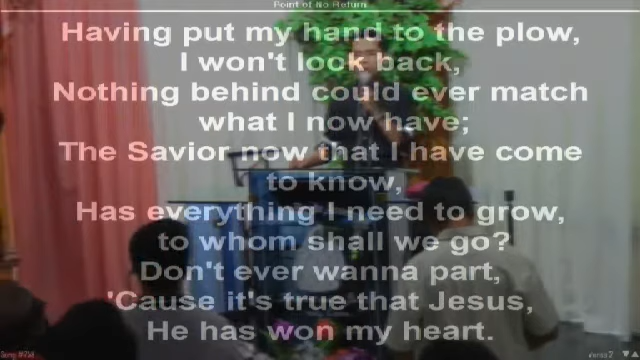 Point of No Return
Having put my hand to the plow,
I won't look back,
Nothing behind could ever match
what I now have;
The Savior now that I have come
to know,
Has everything I need to grow,
to whom shall we go?
Don't ever wanna part,
'Cause it's true that Jesus,
He has won my heart.
Verse 2